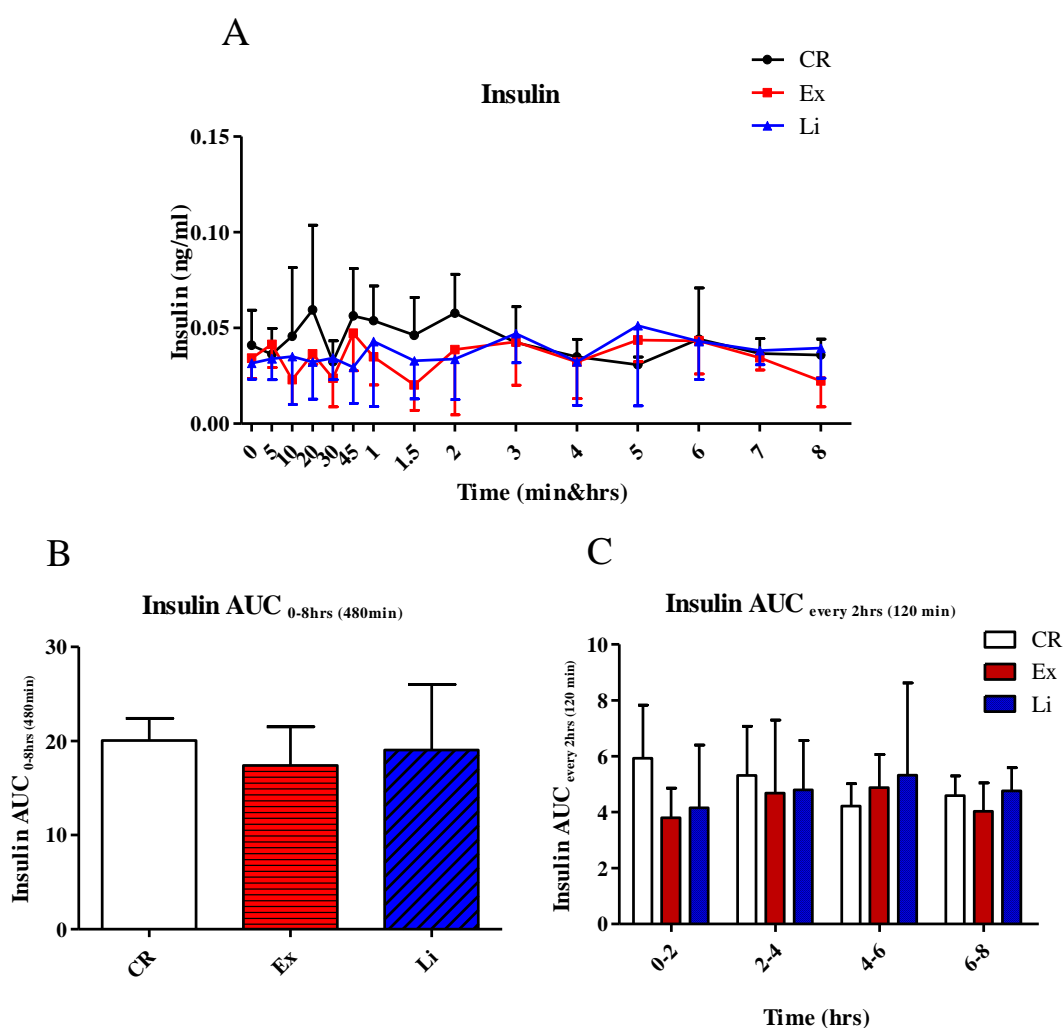 A
CR
Ex
Li
Insulin
Insulin (ng/ml)
0.15
0.10
0.05
0.00
0 5 10 20 30 45 1 1.5 2 3 4 5 6 7 8
Time (min&hrs)
B
Insulin AUC 0-8hrs (480min)
Insulin AUC 0-8hrs (480min)
30
20
10
0
CR Ex Li
C
Insulin AUC every 2hrs (120 min)
CR
Ex
Li
Insulin AUC every 2hrs (120 min)
10
8
6
4
2
0
0-2 2-4 4-6 6-8
Time (hrs)